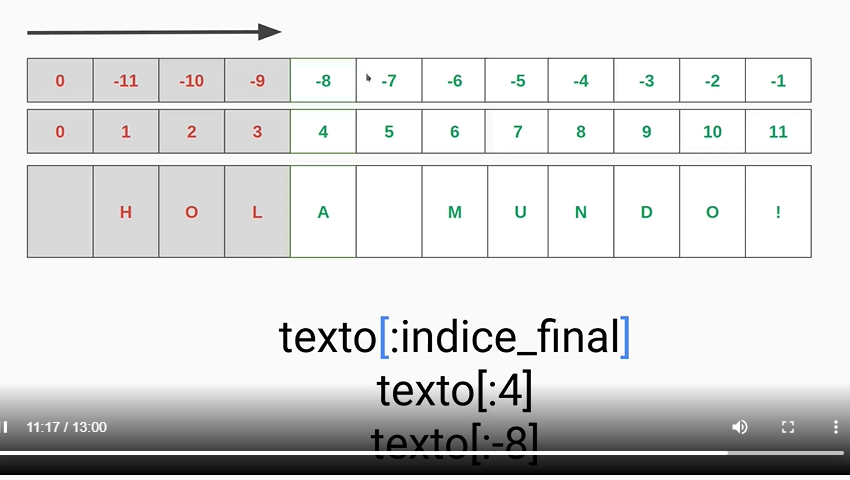 0 -11 -10 -9 -8 -7 -6 -5 -4 -3 -2 -1
0 1 2 3 4 5 6 7 8 9 10 11
H O L A M U N D O !
texto[:indice_final]
texto[:4]
texto[:-8]
11:17 / 13:00